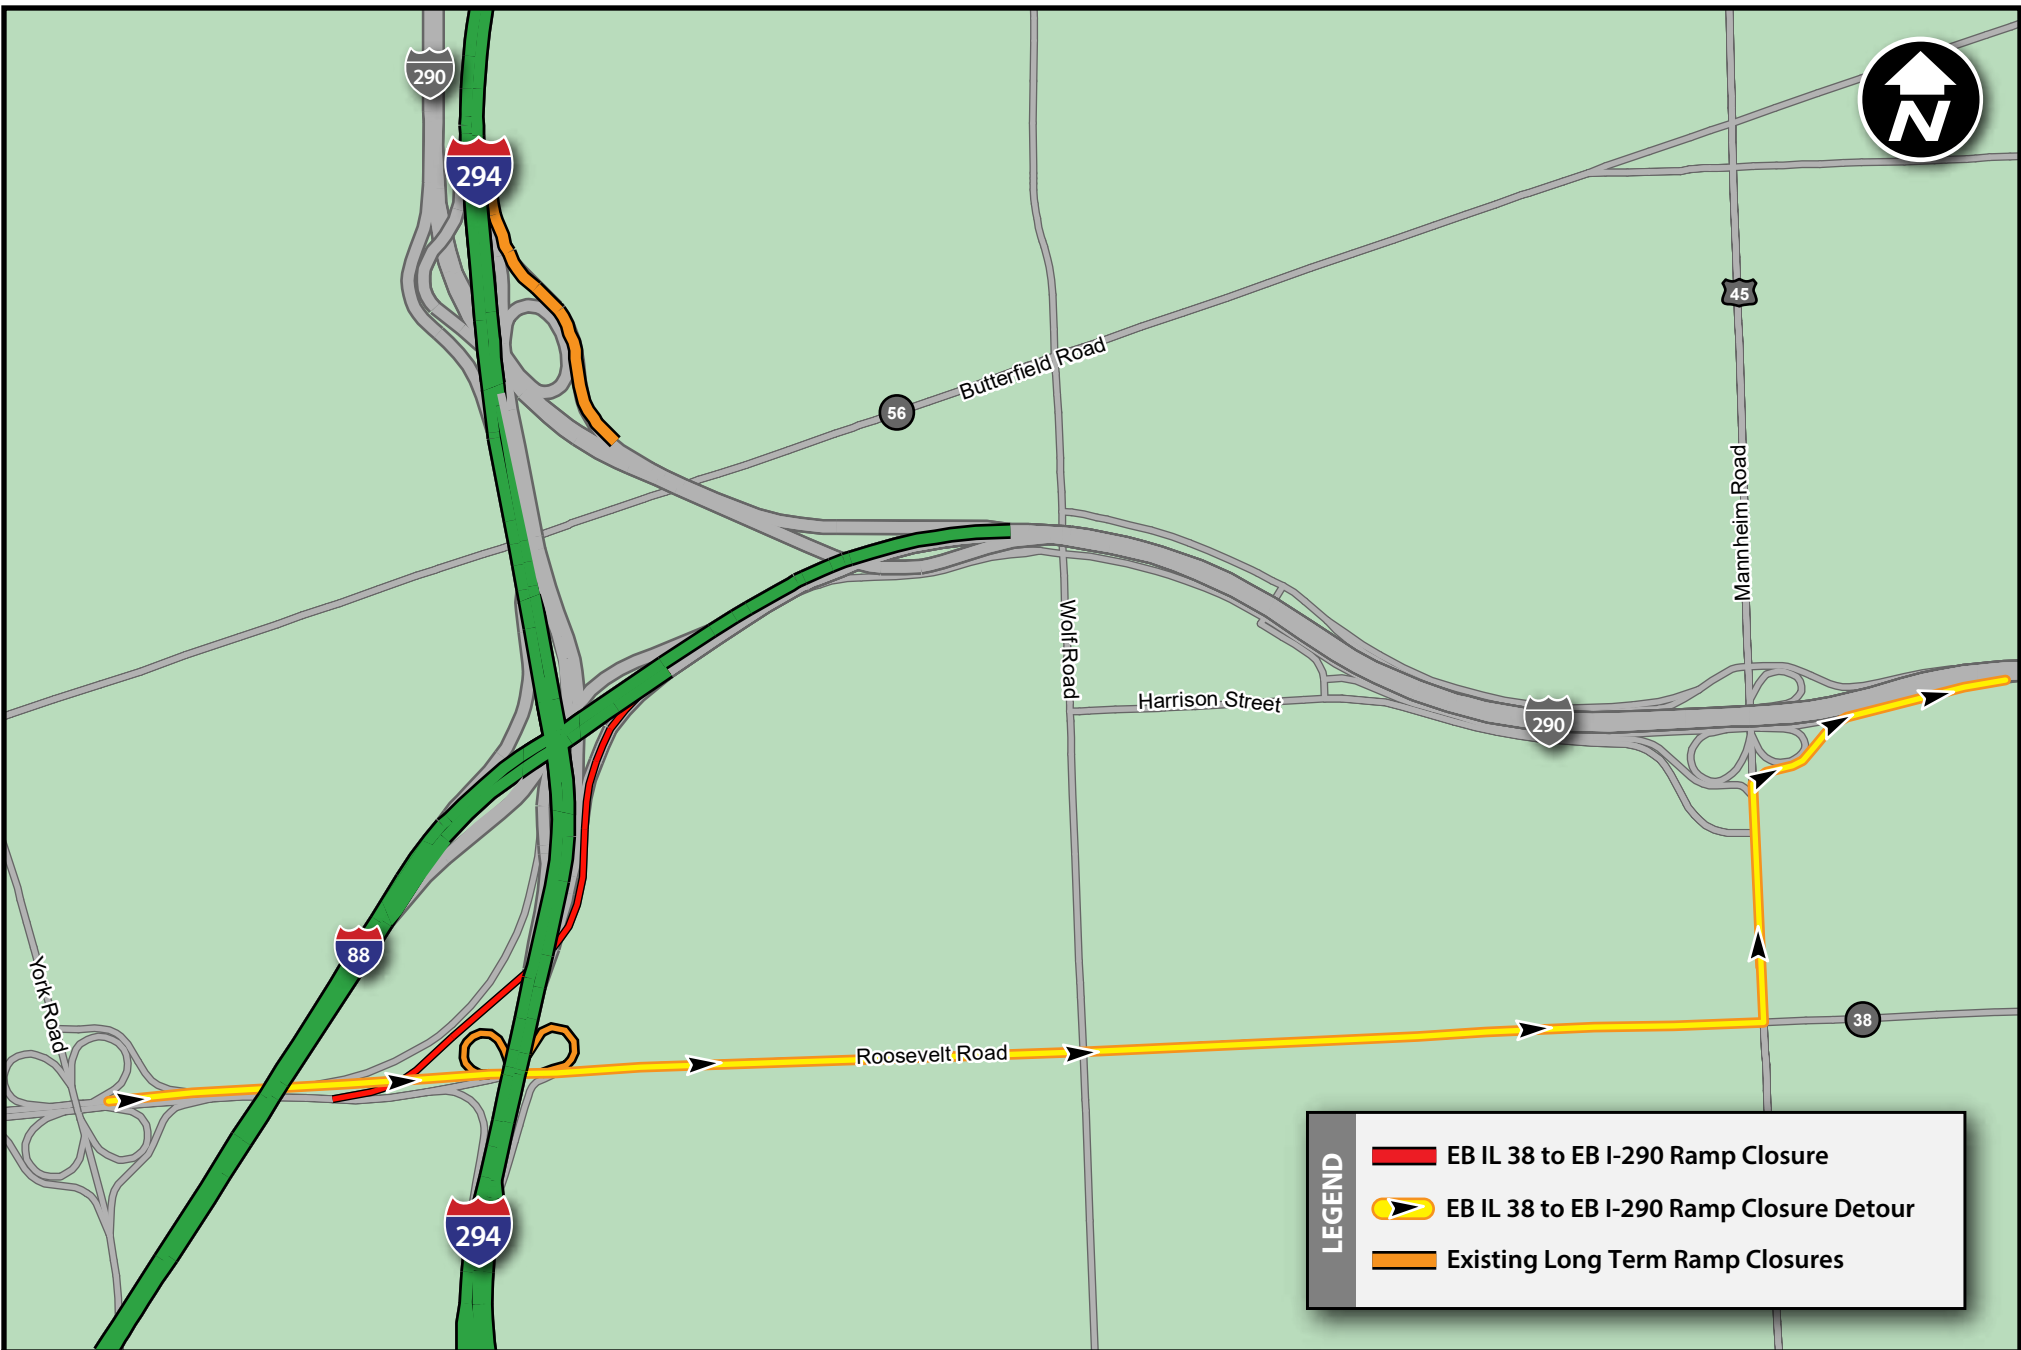 290
294
N
45
Butterfield Road
56
Mannheim Road
Wolf Road
Harrison Street
290
88
York Road
38
Roosevelt Road
294
LEGEND
EB IL 38 to EB I-290 Ramp Closure
EB IL 38 to EB I-290 Ramp Closure Detour
Existing Long Term Ramp Closures